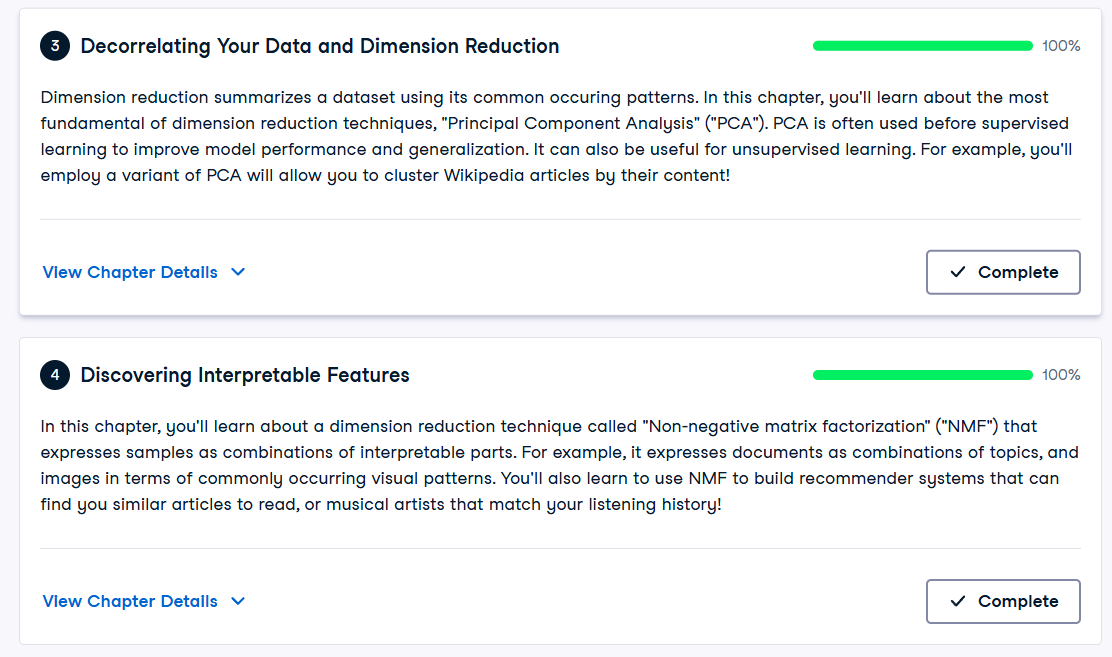 3 Decorrelating Your Data and Dimension Reduction 100%
Dimension reduction summarizes a dataset using its common occuring patterns. In this chapter, you'll learn about the most
fundamental of dimension reduction techniques, "Principal Component Analysis" ("PCA"). PCA is often used before supervised
learning to improve model performance and generalization. It can also be useful for unsupervised learning. For example, you'll
employ a variant of PCA will allow you to cluster Wikipedia articles by their content!
View Chapter Details Complete
4 Discovering Interpretable Features 100%
In this chapter, you'll learn about a dimension reduction technique called "Non-negative matrix factorization" ("NMF") that
expresses samples as combinations of interpretable parts. For example, it expresses documents as combinations of topics, and
images in terms of commonly occurring visual patterns. You'll also learn to use NMF to build recommender systems that can
find you similar articles to read, or musical artists that match your listening history!
View Chapter Details Complete